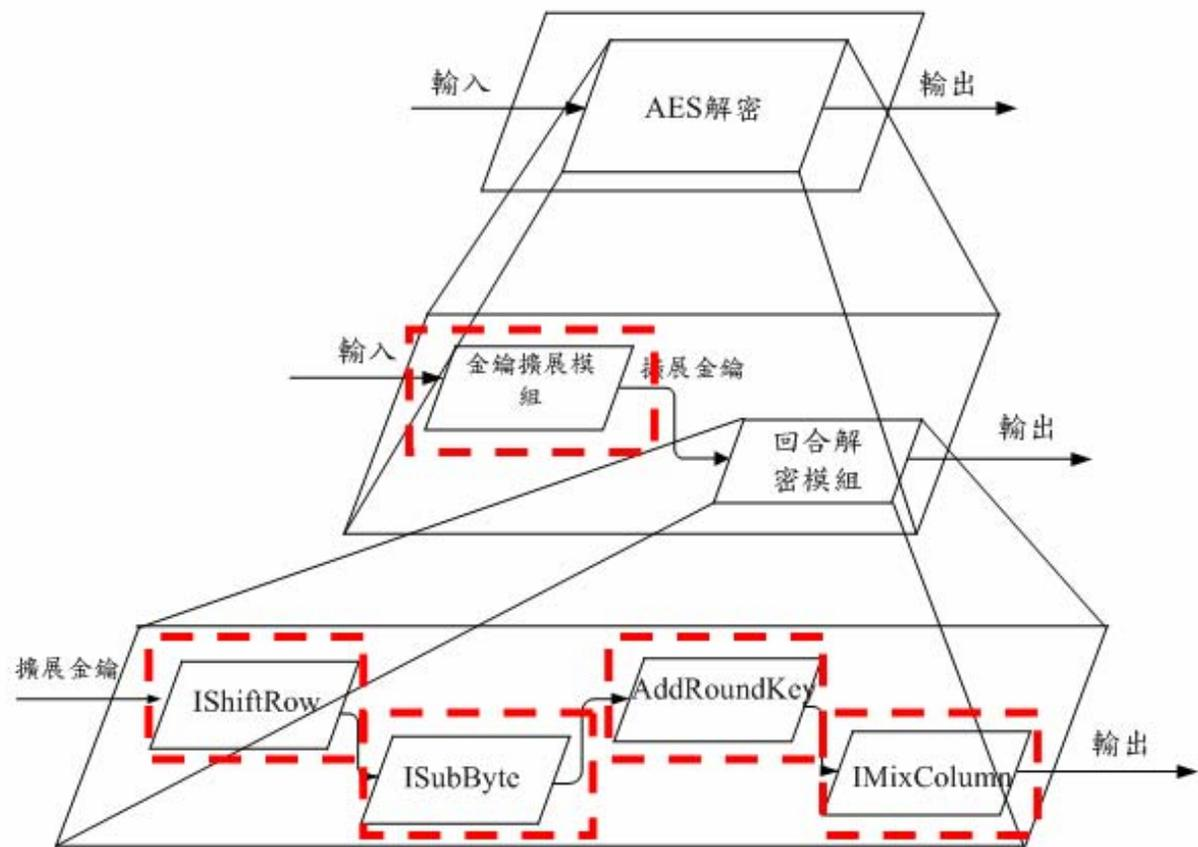 輸入
AES解密
輸出
輸入
金鑰擴展模
組
擴展金鑰
回合解
密模組
輸出
擴展金鑰
IShiftRow
ISubByte
AddRoundKey
IMixColumn
輸出